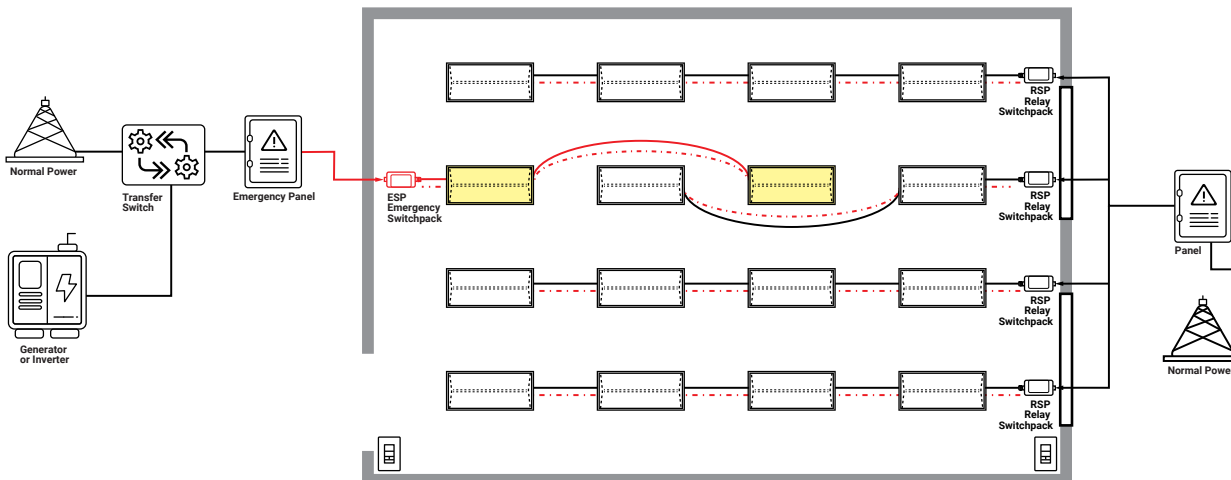 Normal Power
Transfer
Switch
Emergency Panel
Generator
or Inverter
ESP
Emergency
Switchpack
RSP
Relay
Switchpack
RSP
Relay
Switchpack
RSP
Relay
Switchpack
RSP
Relay
Switchpack
Panel
Normal Power